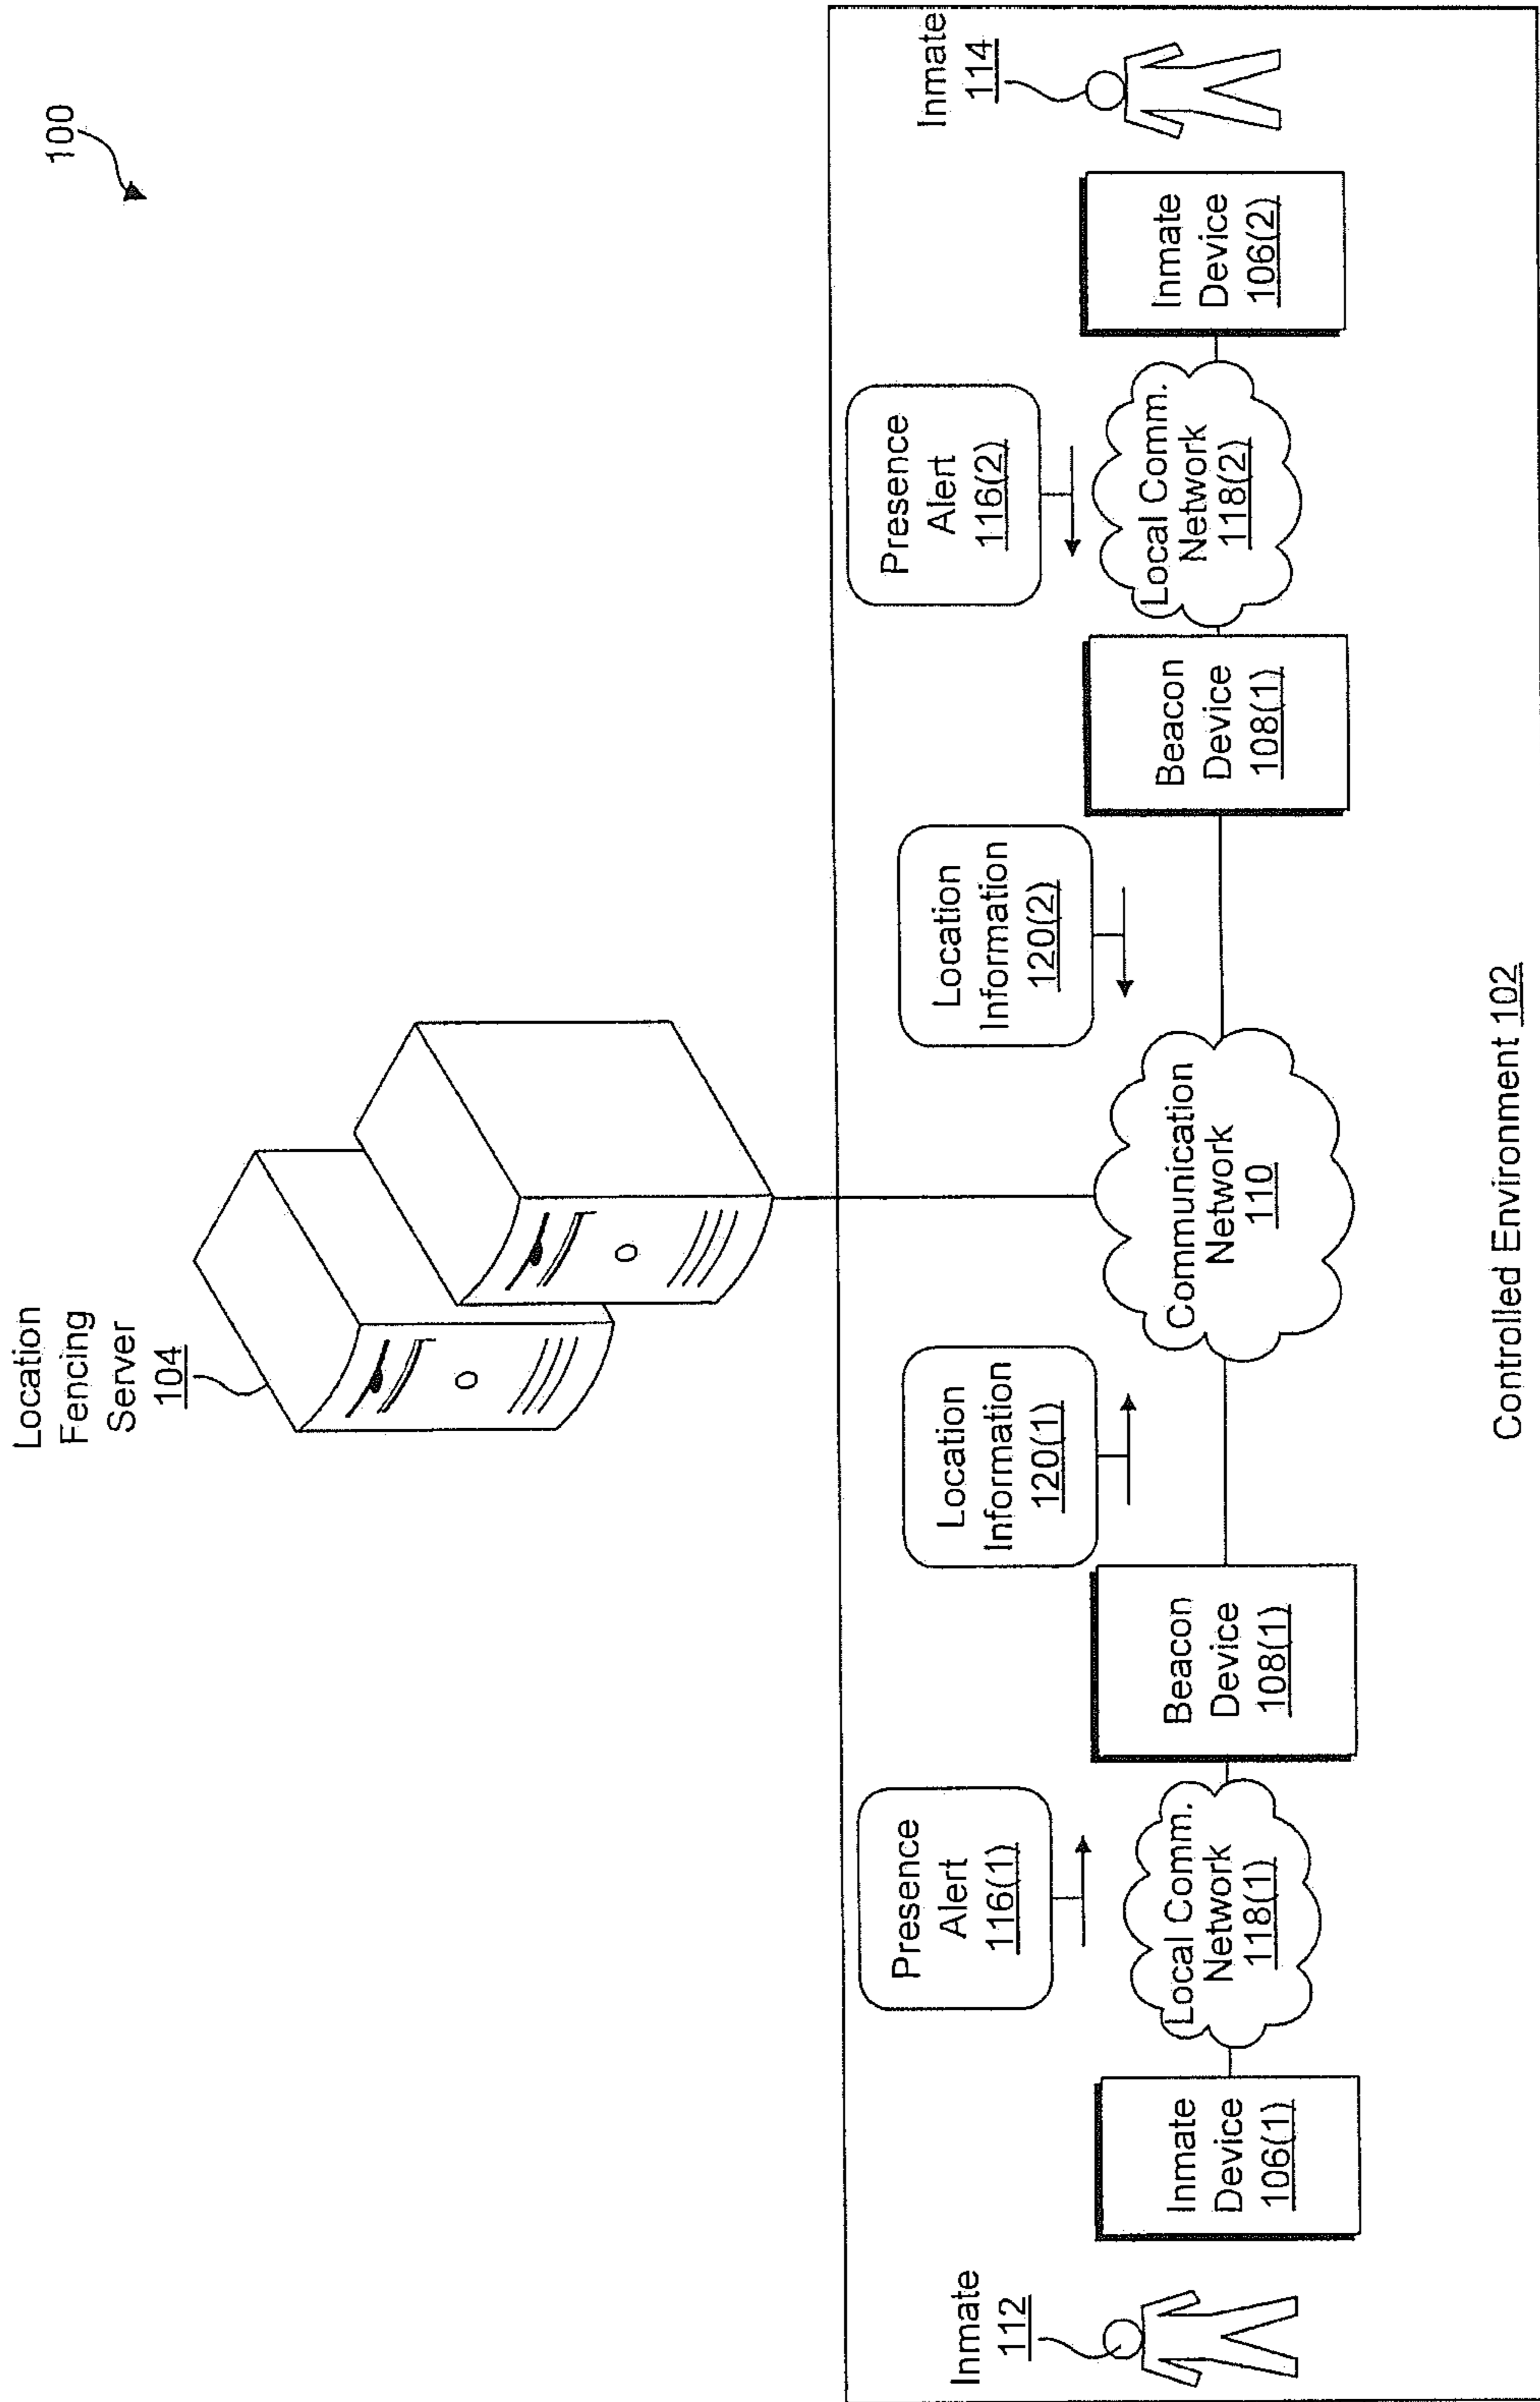 100
Location
Fencing
Server
104
Inmate
112
Inmate
Device
106(1)
Presence
Alert
116(1)
Local Comm.
Network
118(1)
Beacon
Device
108(1)
Location
Information
120(1)
Communication
Network
110
Location
Information
120(2)
Beacon
Device
108(1)
Presence
Alert
116(2)
Local Comm.
Network
118(2)
Inmate
Device
106(2)
Inmate
114
Controlled Environment 102